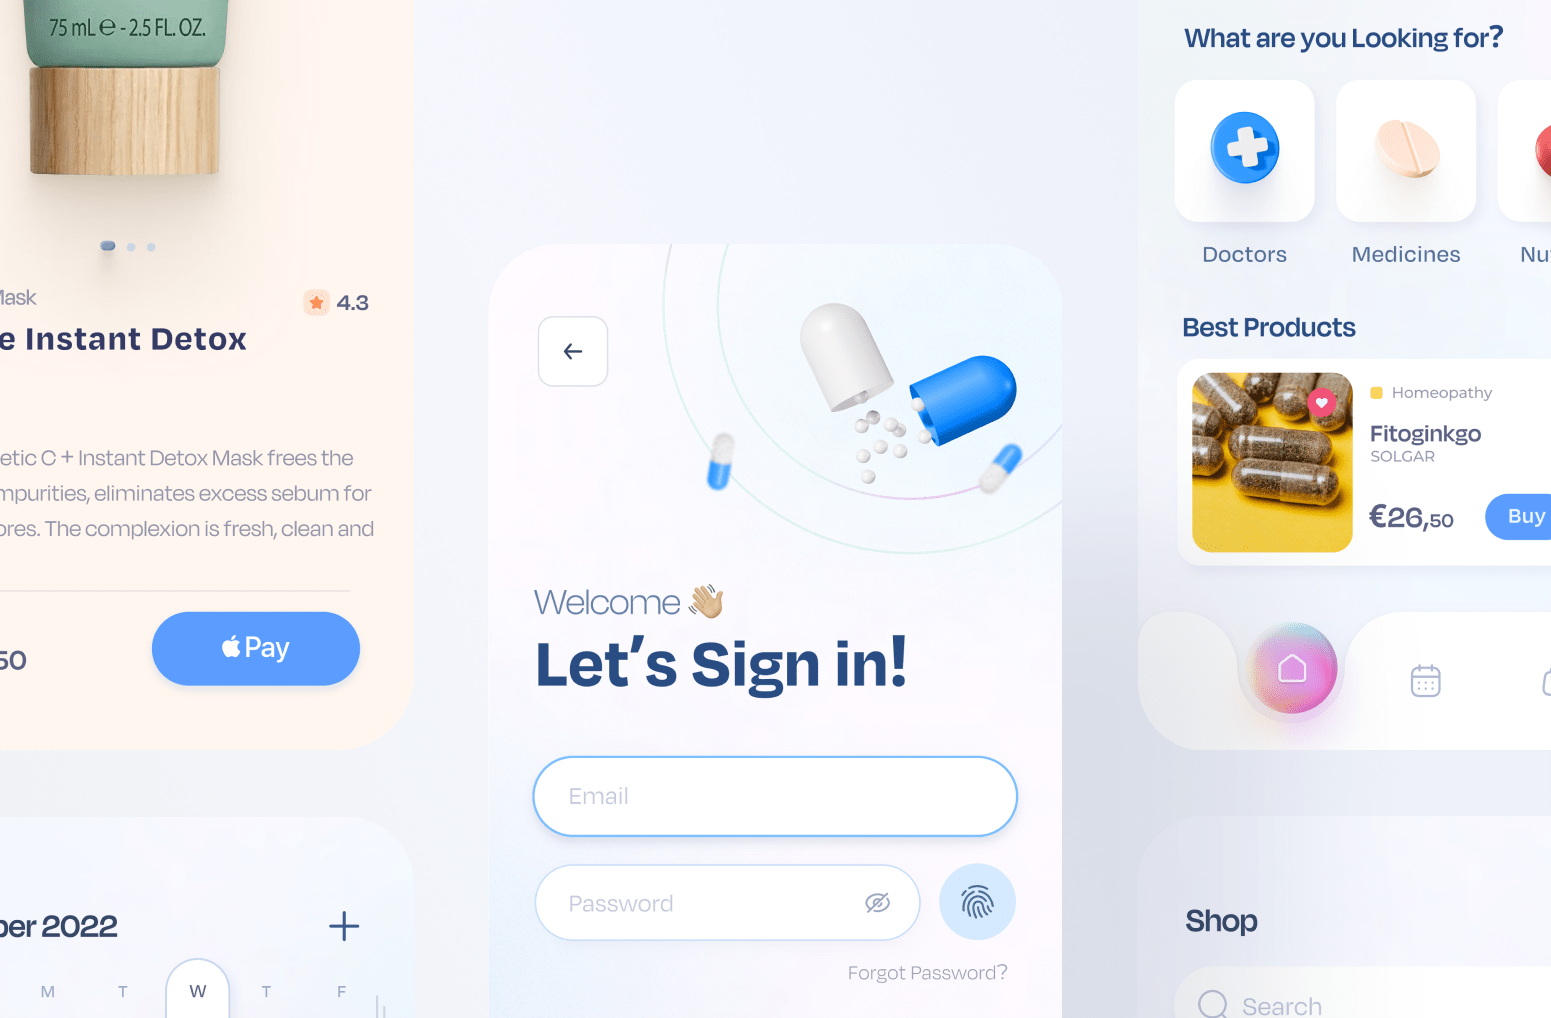 75 mL ℮ - 2.5 FL. OZ.
Mask
4.3
e Instant Detox
etic C + Instant Detox Mask frees the
mpurities, eliminates excess sebum for
ores. The complexion is fresh, clean and
50
Pay
ber 2022
M T W T F
Welcome 👋🏼
Let’s Sign in!
Email
Password
Forgot Password?
What are you Looking for?
Doctors
Medicines
Nu
Best Products
Homeopathy
Fitoginkgo
SOLGAR
€26,50
Buy
Shop
Search